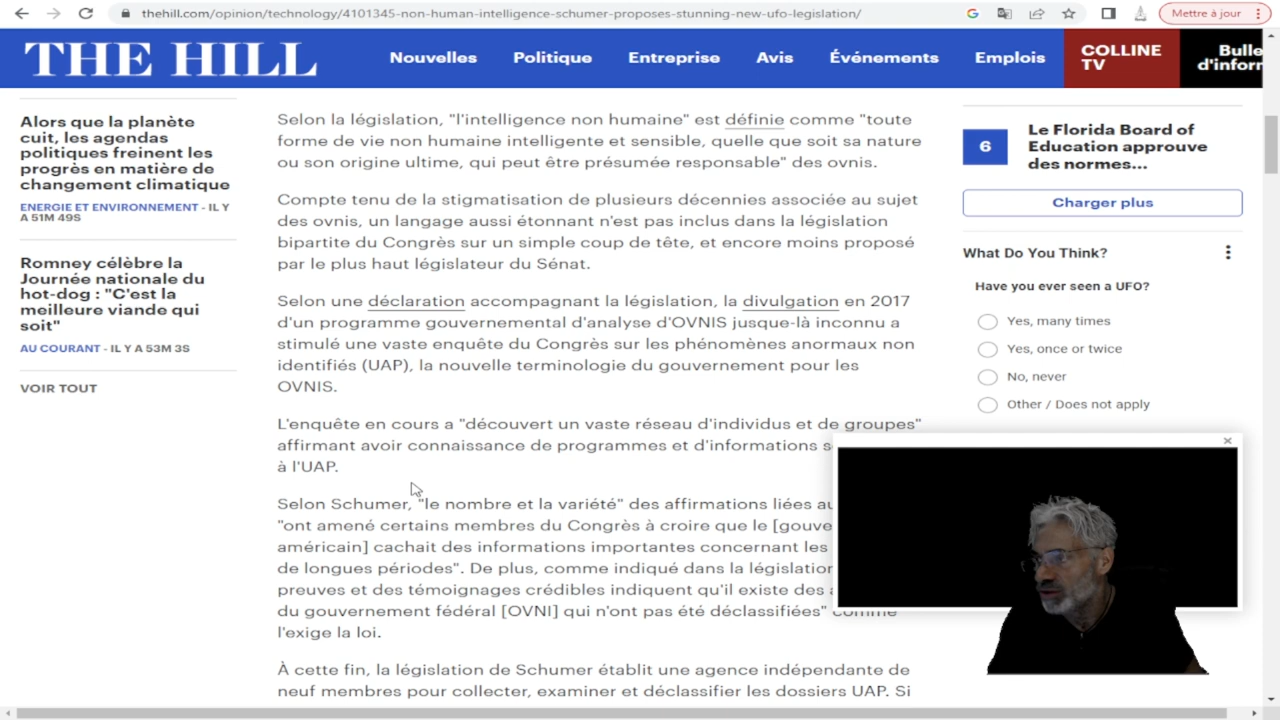 thehill.com/opinion/technology/4101345-non-human-intelligence-schumer-proposes-stunning-new-ufo-legislation/
Mettre à jour
THE HILL
Nouvelles
Politique
Entreprise
Avis
Événements
Emplois
COLLINE
TV
Bulle
d'inforr
Alors que la planète
cuit, les agendas
politiques freinent les
progrès en matière de
changement climatique
ENERGIE ET ENVIRONNEMENT - IL Y
A 51M 49S
Romney célèbre la
Journée nationale du
hot-dog : "C'est la
meilleure viande qui
soit"
AU COURANT - IL Y A 53M 3S
VOIR TOUT
Selon la législation, "l'intelligence non humaine" est définie comme "toute
forme de vie non humaine intelligente et sensible, quelle que soit sa nature
ou son origine ultime, qui peut être présumée responsable" des ovnis.
Compte tenu de la stigmatisation de plusieurs décennies associée au sujet
des ovnis, un langage aussi étonnant n'est pas inclus dans la législation
bipartite du Congrès sur un simple coup de tête, et encore moins proposé
par le plus haut législateur du Sénat.
Selon une déclaration accompagnant la législation, la divulgation en 2017
d'un programme gouvernemental d'analyse d'OVNIS jusque-là inconnu a
stimulé une vaste enquête du Congrès sur les phénomènes anormaux non
identifiés (UAP), la nouvelle terminologie du gouvernement pour les
OVNIS.
L'enquête en cours a "découvert un vaste réseau d'individus et de groupes"
affirmant avoir connaissance de programmes et d'informations s
à l'UAP.
Selon Schumer, "le nombre et la variété" des affirmations liées au
"ont amené certains membres du Congrès à croire que le [gouve
américain] cachait des informations importantes concernant les
de longues périodes". De plus, comme indiqué dans la législation
preuves et des témoignages crédibles indiquent qu'il existe des
du gouvernement fédéral [OVNI] qui n'ont pas été déclassifiées" comme
l'exige la loi.
À cette fin, la législation de Schumer établit une agence indépendante de
neuf membres pour collecter, examiner et déclassifier les dossiers UAP. Si
6
Le Florida Board of
Education approuve
des normes...
Charger plus
What Do You Think?
Have you ever seen a UFO?
Yes, many times
Yes, once or twice
No, never
Other / Does not apply